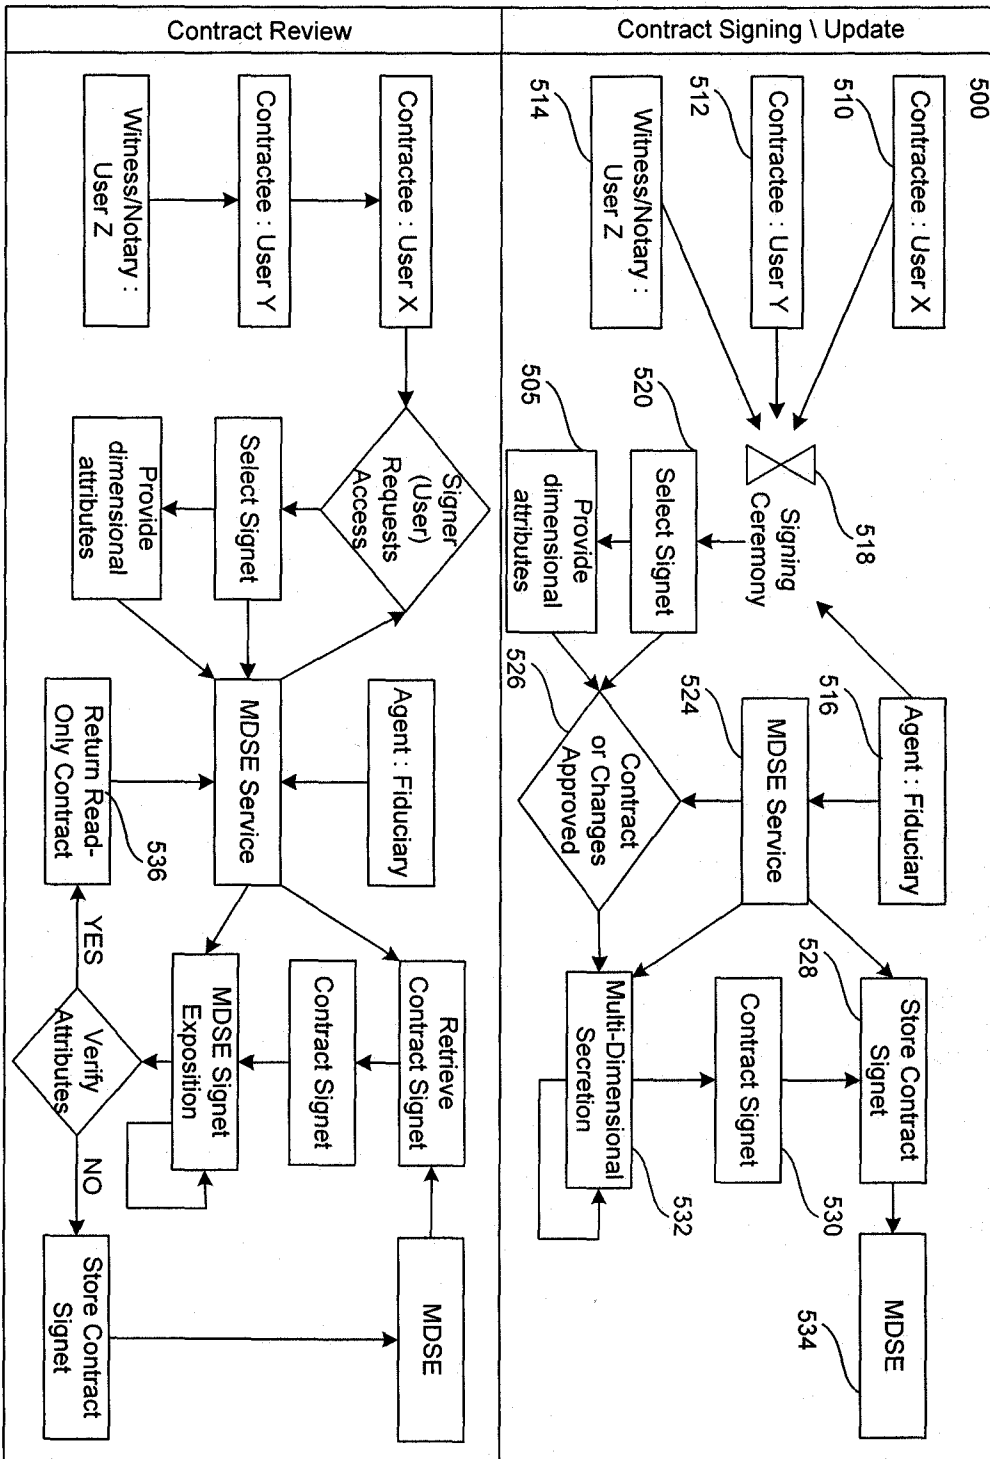 Contract Signing \ Update
500
510
Contractee : User X
512
Contractee : User Y
514
Witness/Notary :
User Z
518
Signing
Ceremony
520
Select Signet
505
Provide
dimensional
attributes
516
Agent : Fiduciary
524
MDSE Service
526
Contract
or Changes
Approved
528
Store Contract
Signet
530
Contract Signet
532
Multi-Dimensional
Secretion
MDSE
534
Contract Review
Contractee : User X
Contractee : User Y
Witness/Notary :
User Z
Signer
(User)
Requests
Access
Select Signet
Provide
dimensional
attributes
Agent : Fiduciary
MDSE Service
Return Read-
Only Contract
536
Retrieve
Contract Signet
Contract Signet
MDSE Signet
Exposition
YES
Verify
Attributes
NO
MDSE
Store Contract
Signet